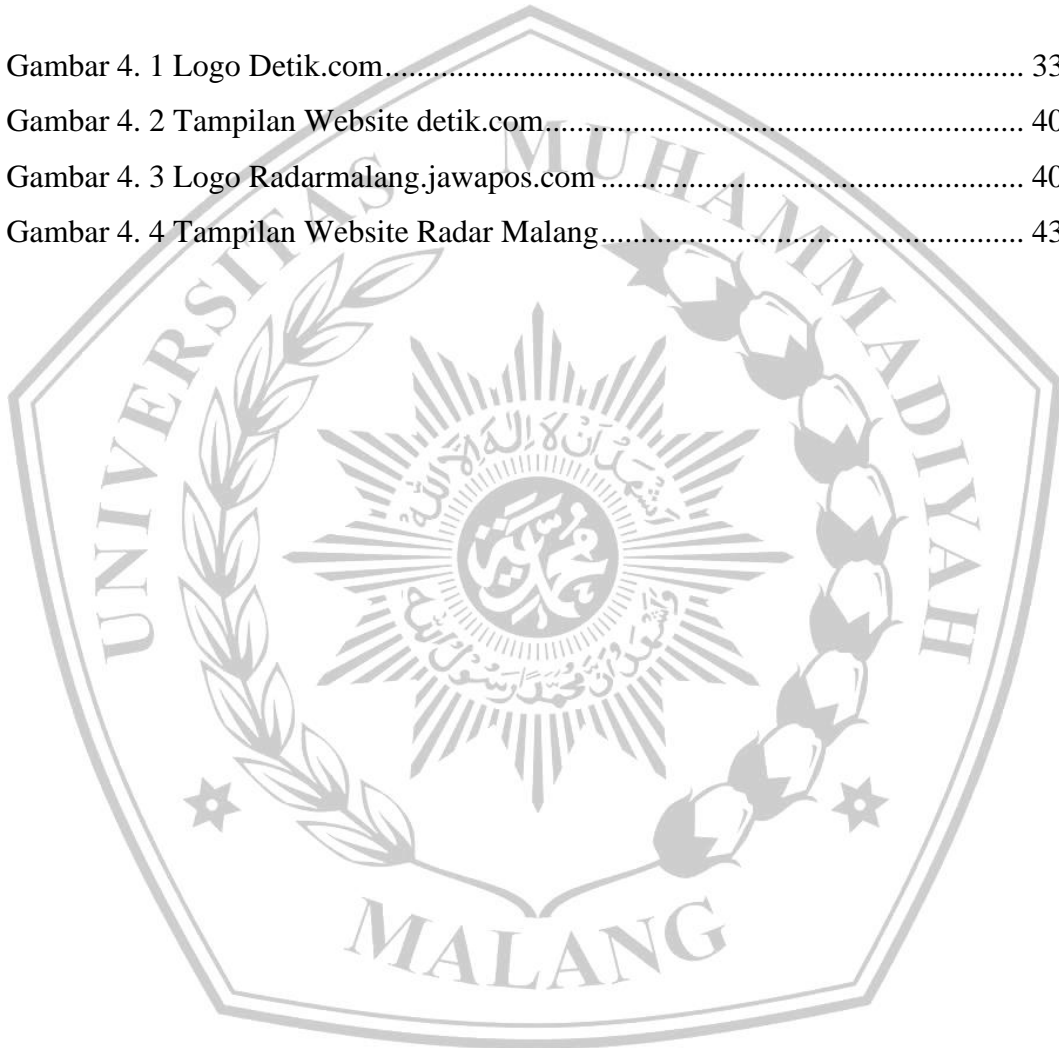 Gambar 4. 1 Logo Detik.com................................................................................ 33
Gambar 4. 2 Tampilan Website detik.com............................................................ 40
Gambar 4. 3 Logo Radarmalang.jawapos.com ..................................................... 40
Gambar 4. 4 Tampilan Website Radar Malang..................................................... 43
UNIVERSITAS MUHAMMADIYAH
MALANG